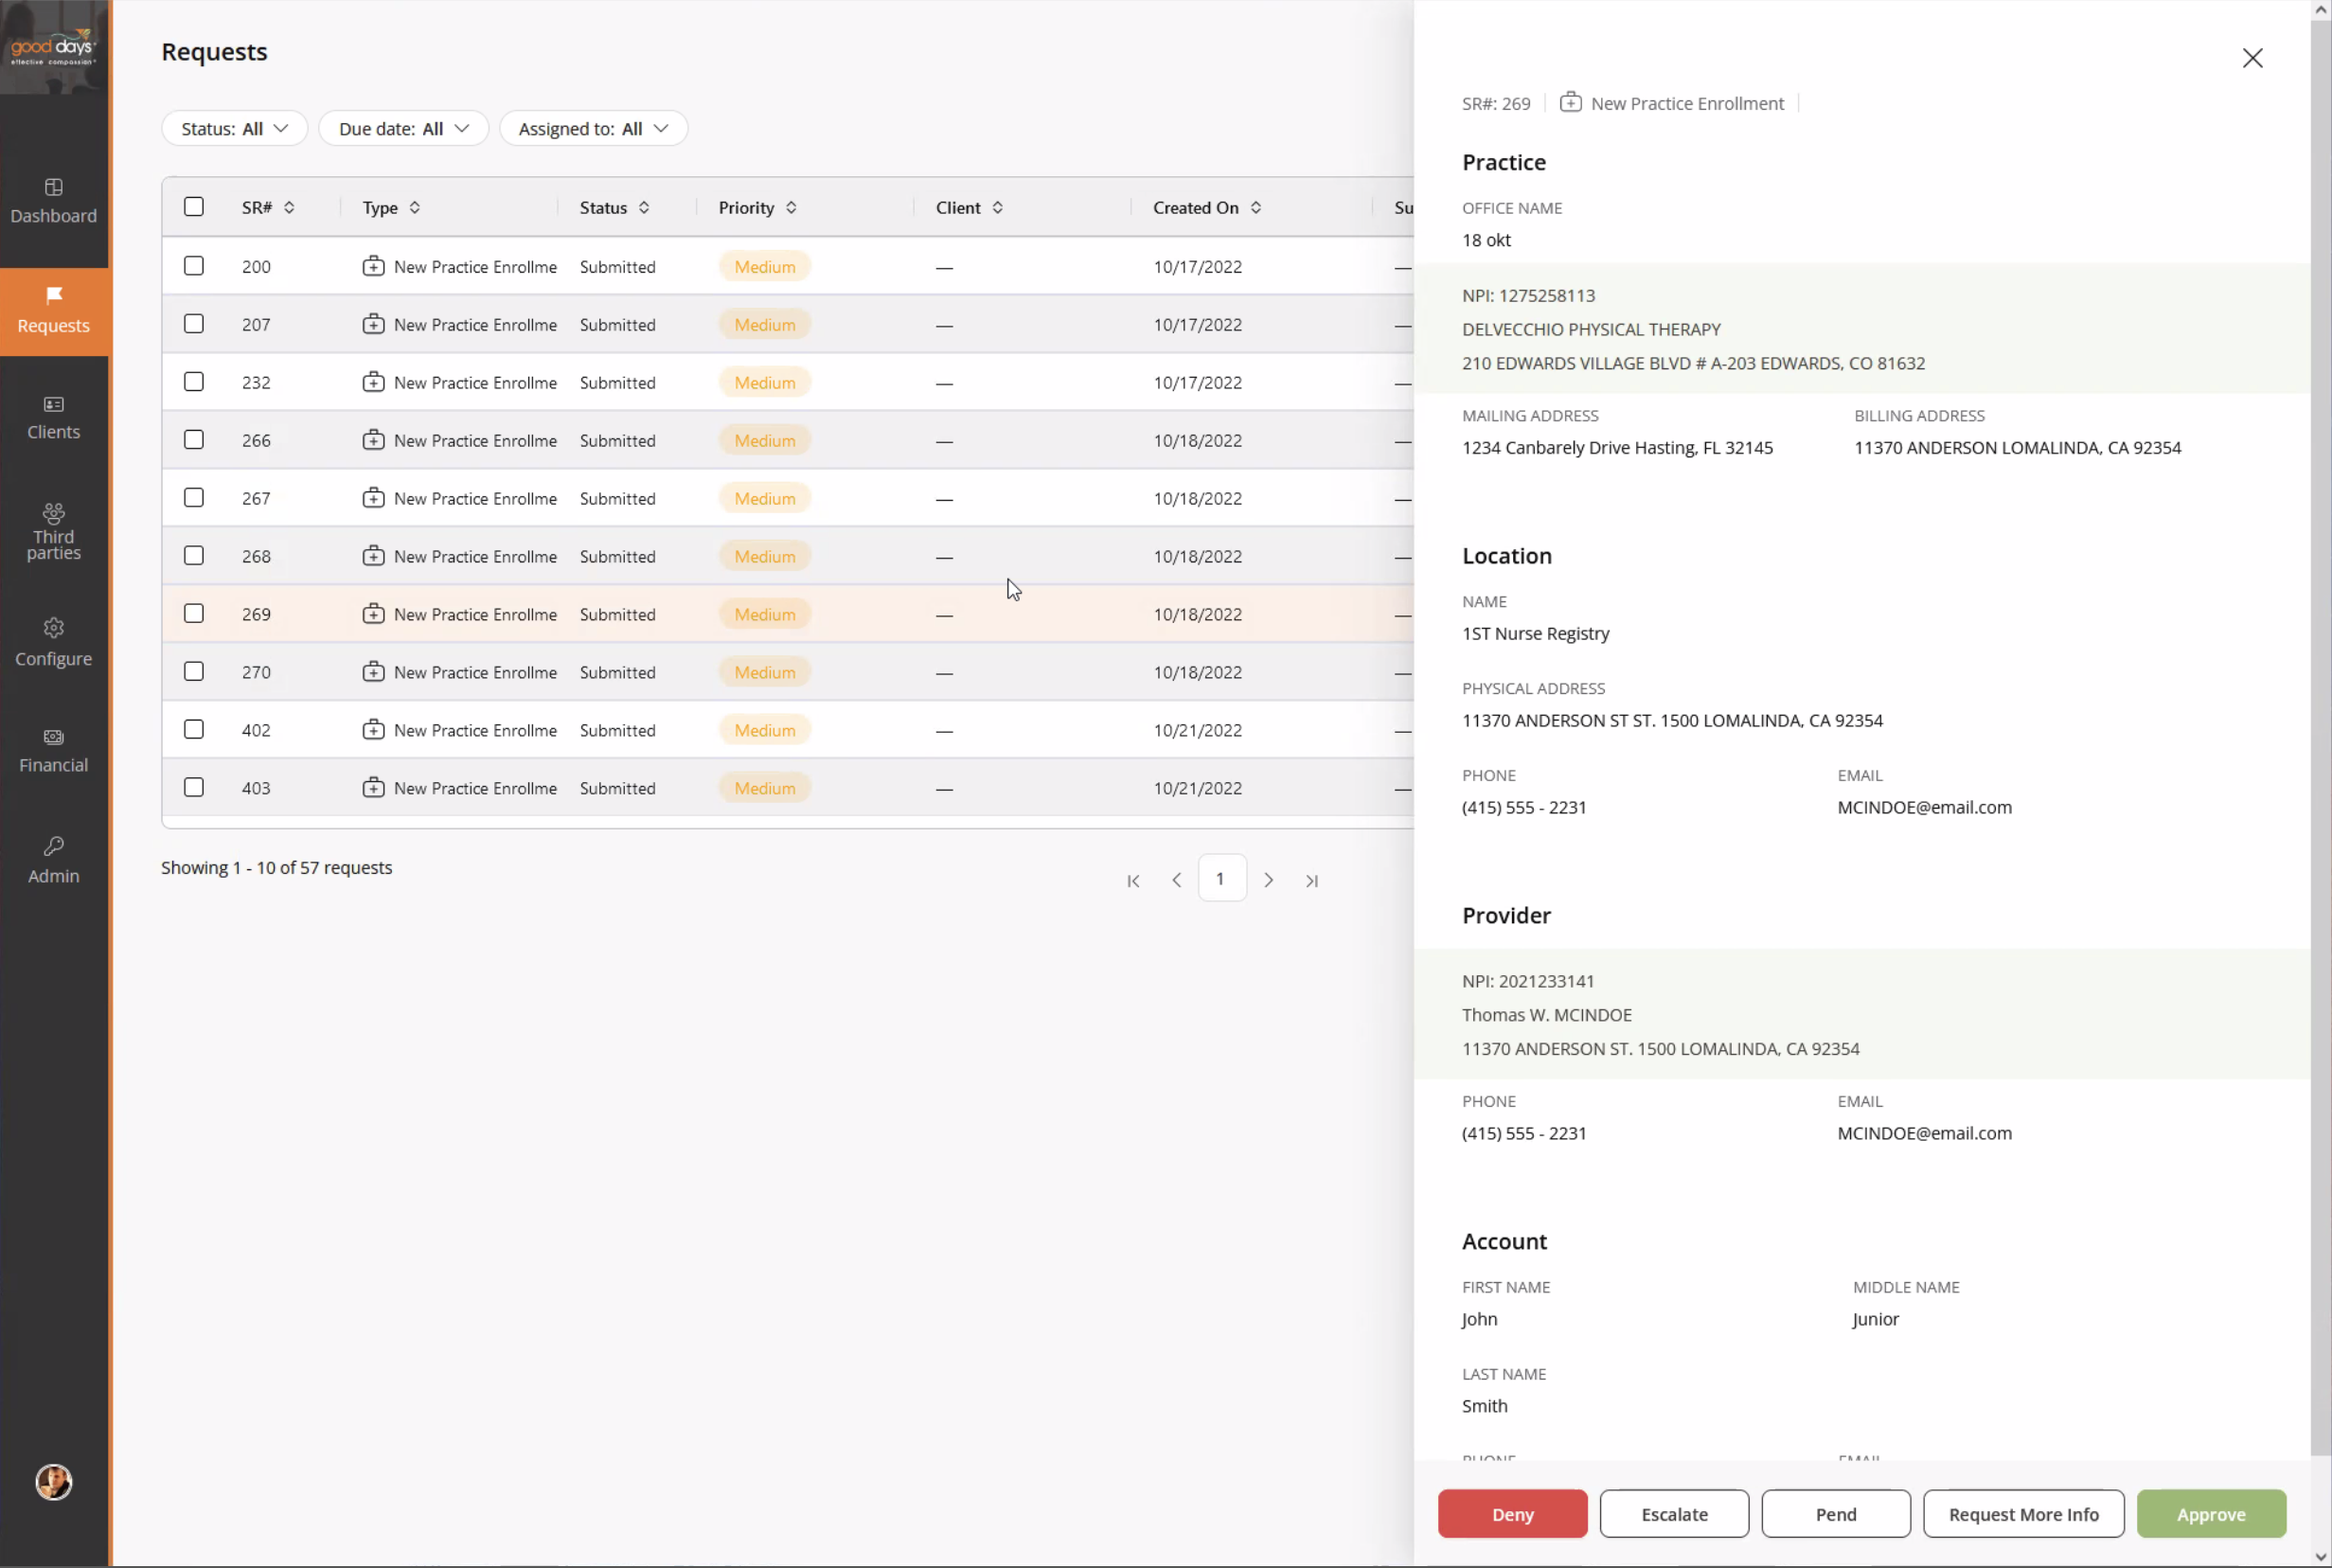 good days
effective compassion
Dashboard
Requests
Clients
Third
parties
Configure
Financial
Admin
Requests
Status: All
Due date: All
Assigned to: All
SR# Type Status Priority Client Created On Su
200 New Practice Enrollme Submitted Medium — 10/17/2022 —
207 New Practice Enrollme Submitted Medium — 10/17/2022 —
232 New Practice Enrollme Submitted Medium — 10/17/2022 —
266 New Practice Enrollme Submitted Medium — 10/18/2022 —
267 New Practice Enrollme Submitted Medium — 10/18/2022 —
268 New Practice Enrollme Submitted Medium — 10/18/2022 —
269 New Practice Enrollme Submitted Medium — 10/18/2022 —
270 New Practice Enrollme Submitted Medium — 10/18/2022 —
402 New Practice Enrollme Submitted Medium — 10/21/2022 —
403 New Practice Enrollme Submitted Medium — 10/21/2022 —
Showing 1 - 10 of 57 requests
1
SR#: 269 New Practice Enrollment
Practice
OFFICE NAME
18 okt
NPI: 1275258113
DELVECCHIO PHYSICAL THERAPY
210 EDWARDS VILLAGE BLVD # A-203 EDWARDS, CO 81632
MAILING ADDRESS BILLING ADDRESS
1234 Canbarely Drive Hasting, FL 32145 11370 ANDERSON LOMALINDA, CA 92354
Location
NAME
1ST Nurse Registry
PHYSICAL ADDRESS
11370 ANDERSON ST ST. 1500 LOMALINDA, CA 92354
PHONE EMAIL
(415) 555 - 2231 MCINDOE@email.com
Provider
NPI: 2021233141
Thomas W. MCINDOE
11370 ANDERSON ST. 1500 LOMALINDA, CA 92354
PHONE EMAIL
(415) 555 - 2231 MCINDOE@email.com
Account
FIRST NAME MIDDLE NAME
John Junior
LAST NAME
Smith
PHONE EMAIL
Deny Escalate Pend Request More Info Approve